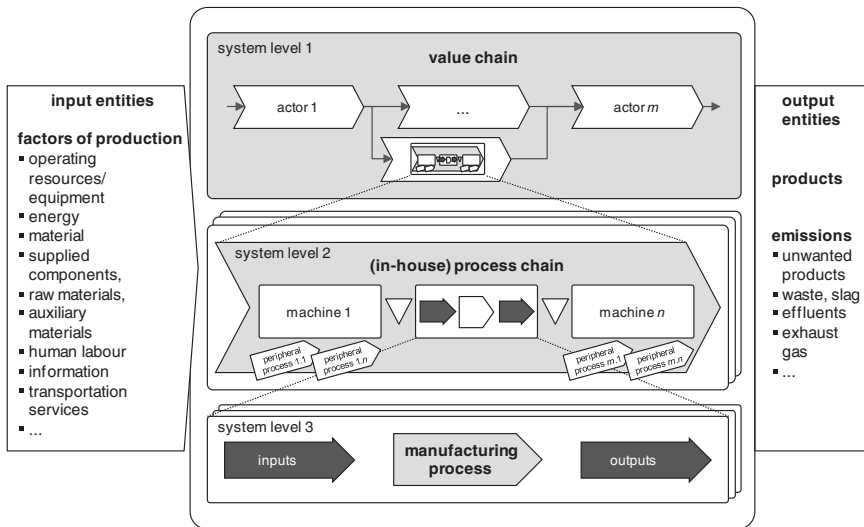 input entities
factors of production
▪ operating
resources/
equipment
▪ energy
▪ material
▪ supplied
components,
▪ raw materials,
▪ auxiliary
materials
▪ human labour
▪ information
▪ transportation
services
▪ ...
system level 1
value chain
actor 1
...
actor m
system level 2
(in-house) process chain
machine 1
machine n
peripheral
process 1.1
peripheral
process 1.n
peripheral
process m.1
peripheral
process m.n
system level 3
inputs
manufacturing
process
outputs
output
entities
products
emissions
▪ unwanted
products
▪ waste, slag
▪ effluents
▪ exhaust
gas
▪ ...